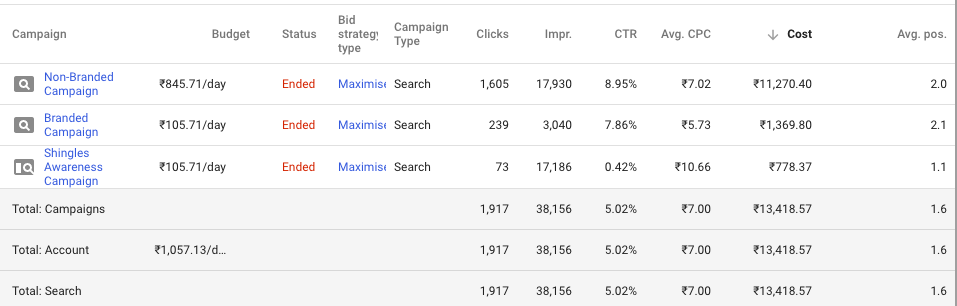 Campaign Budget Status Bid strategy type Campaign Type Clicks Impr. CTR Avg. CPC ↓ Cost Avg. pos.
Non-Branded Campaign ₹845.71/day Ended Maximise Search 1,605 17,930 8.95% ₹7.02 ₹11,270.40 2.0
Branded Campaign ₹105.71/day Ended Maximise Search 239 3,040 7.86% ₹5.73 ₹1,369.80 2.1
Shingles Awareness Campaign ₹105.71/day Ended Maximise Search 73 17,186 0.42% ₹10.66 ₹778.37 1.1
Total: Campaigns 1,917 38,156 5.02% ₹7.00 ₹13,418.57 1.6
Total: Account ₹1,057.13/d... 1,917 38,156 5.02% ₹7.00 ₹13,418.57 1.6
Total: Search 1,917 38,156 5.02% ₹7.00 ₹13,418.57 1.6